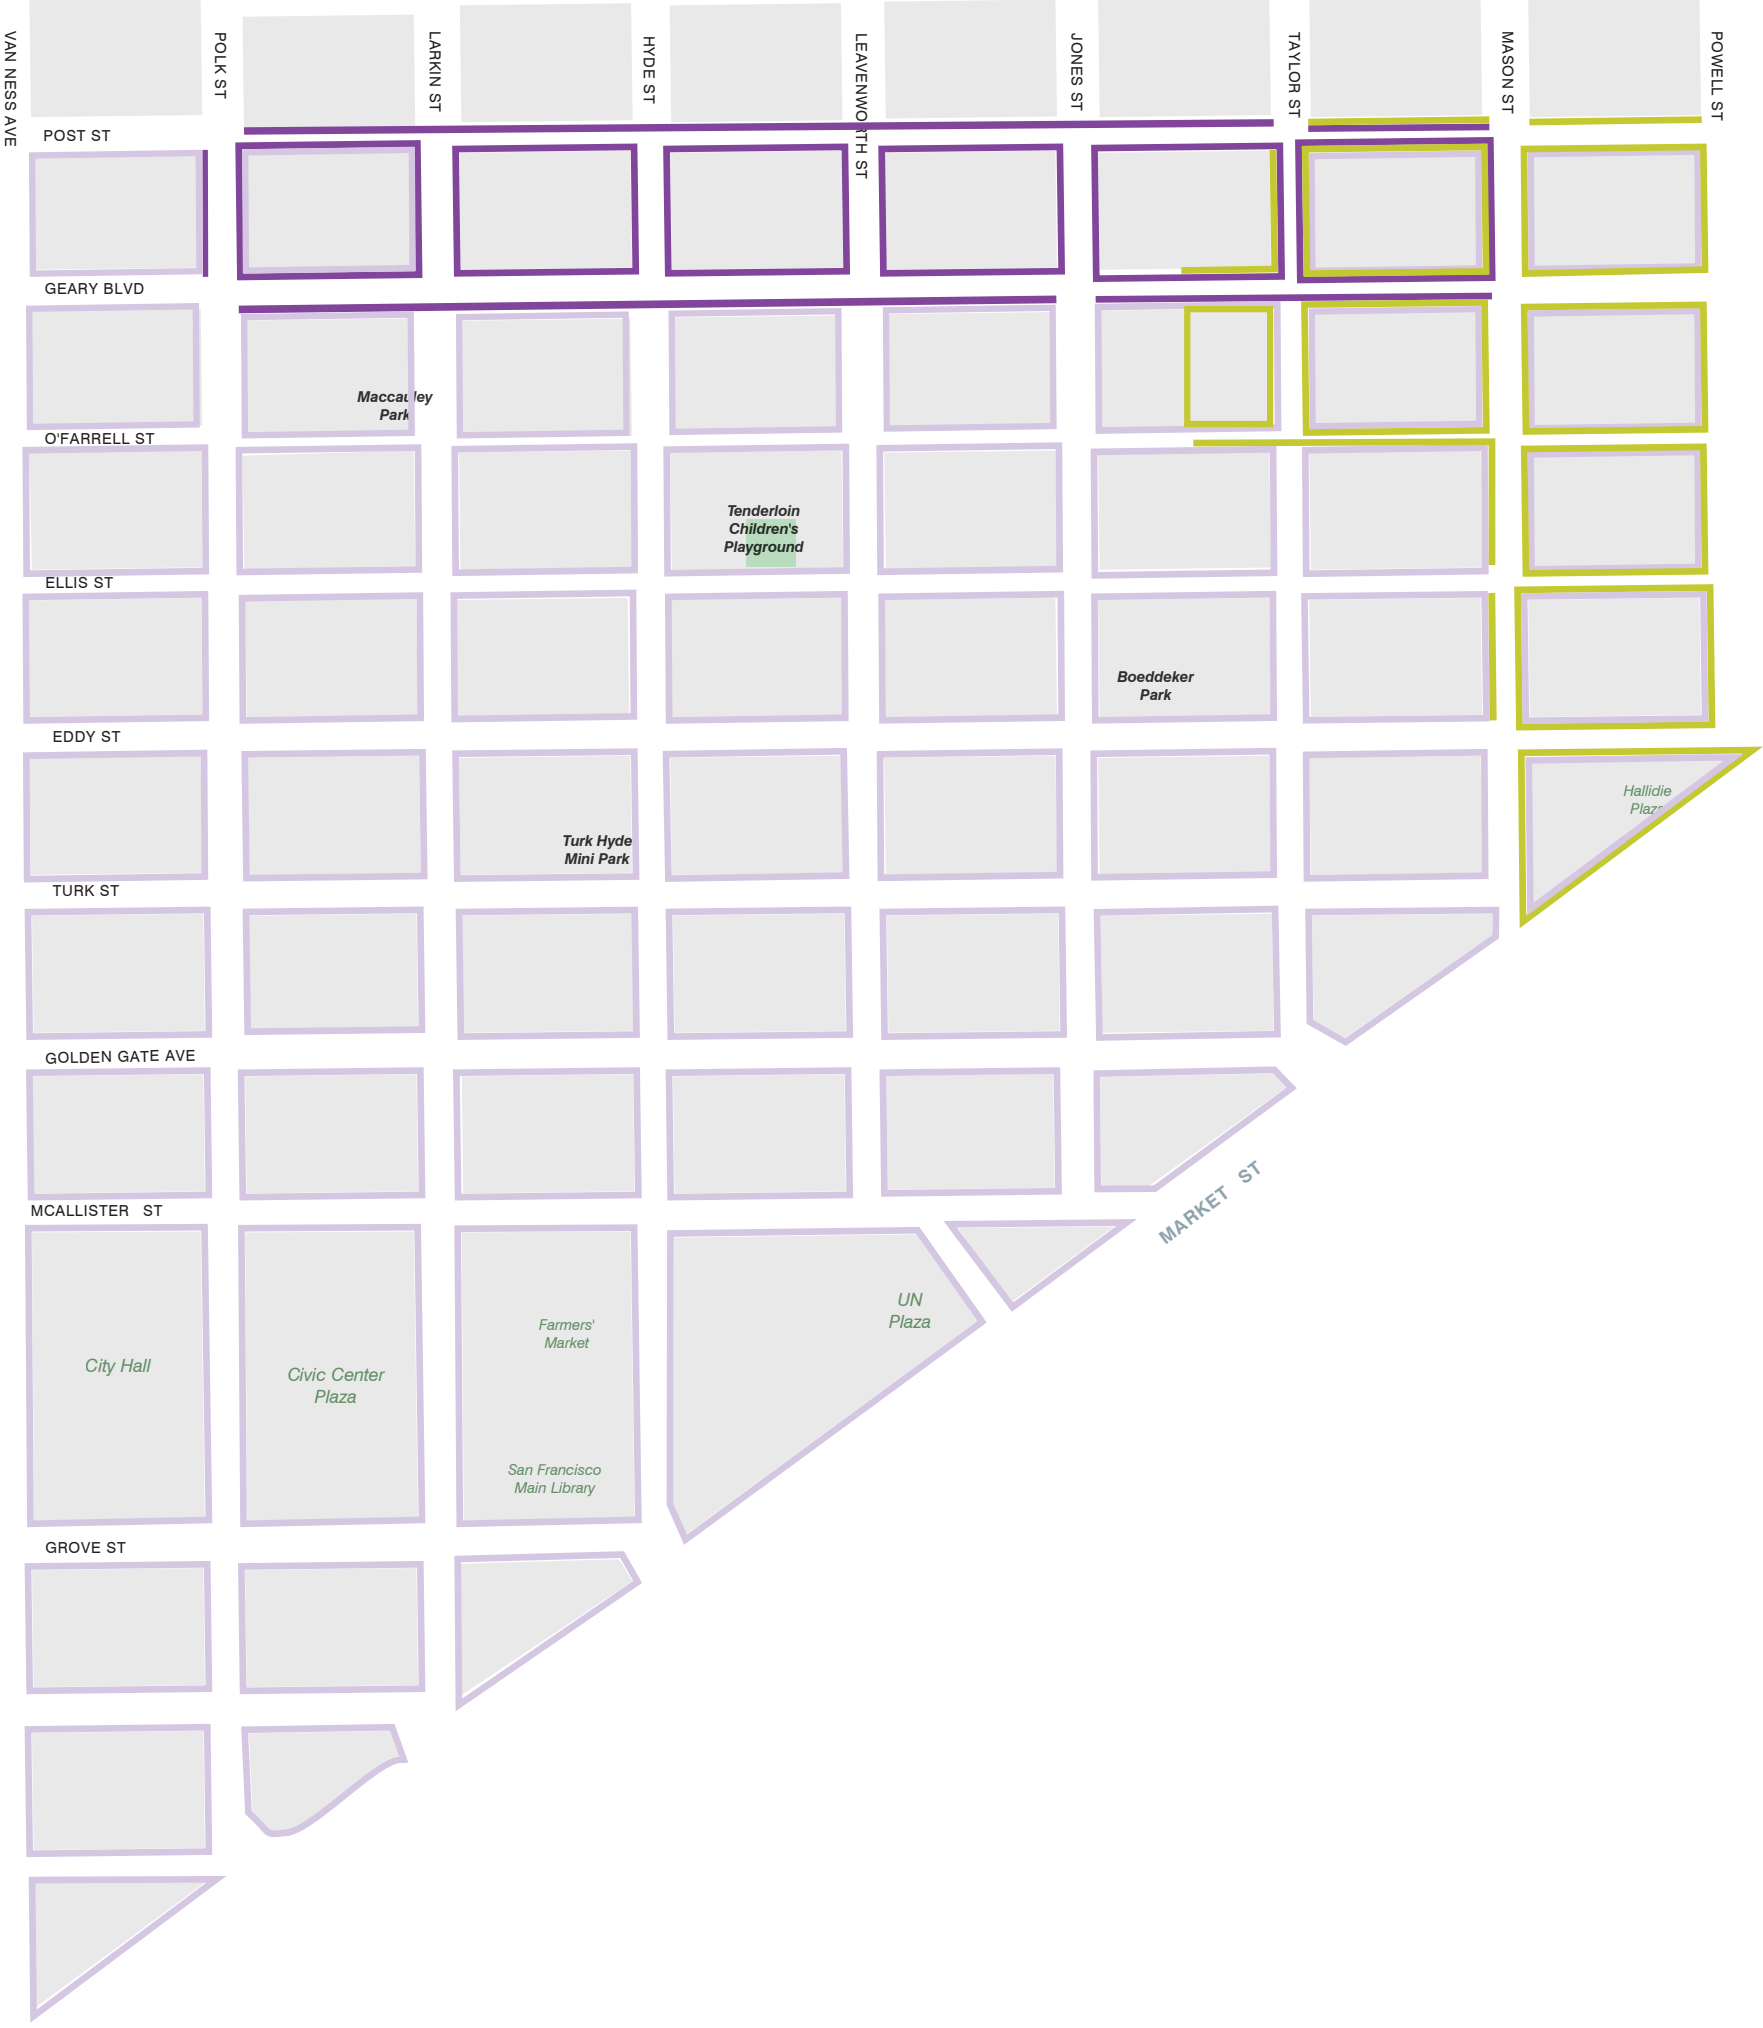 VAN NESS AVE
POLK ST
LARKIN ST
HYDE ST
LEAVENWORTH ST
JONES ST
TAYLOR ST
MASON ST
POWELL ST
POST ST
GEARY BLVD
Maccauley
Park
O'FARRELL ST
Tenderloin
Children's
Playground
ELLIS ST
Boeddeker
Park
EDDY ST
Hallidie
Plaza
Turk Hyde
Mini Park
TURK ST
GOLDEN GATE AVE
MARKET ST
MCALLISTER ST
UN
Plaza
Farmers'
Market
City Hall
Civic Center
Plaza
San Francisco
Main Library
GROVE ST